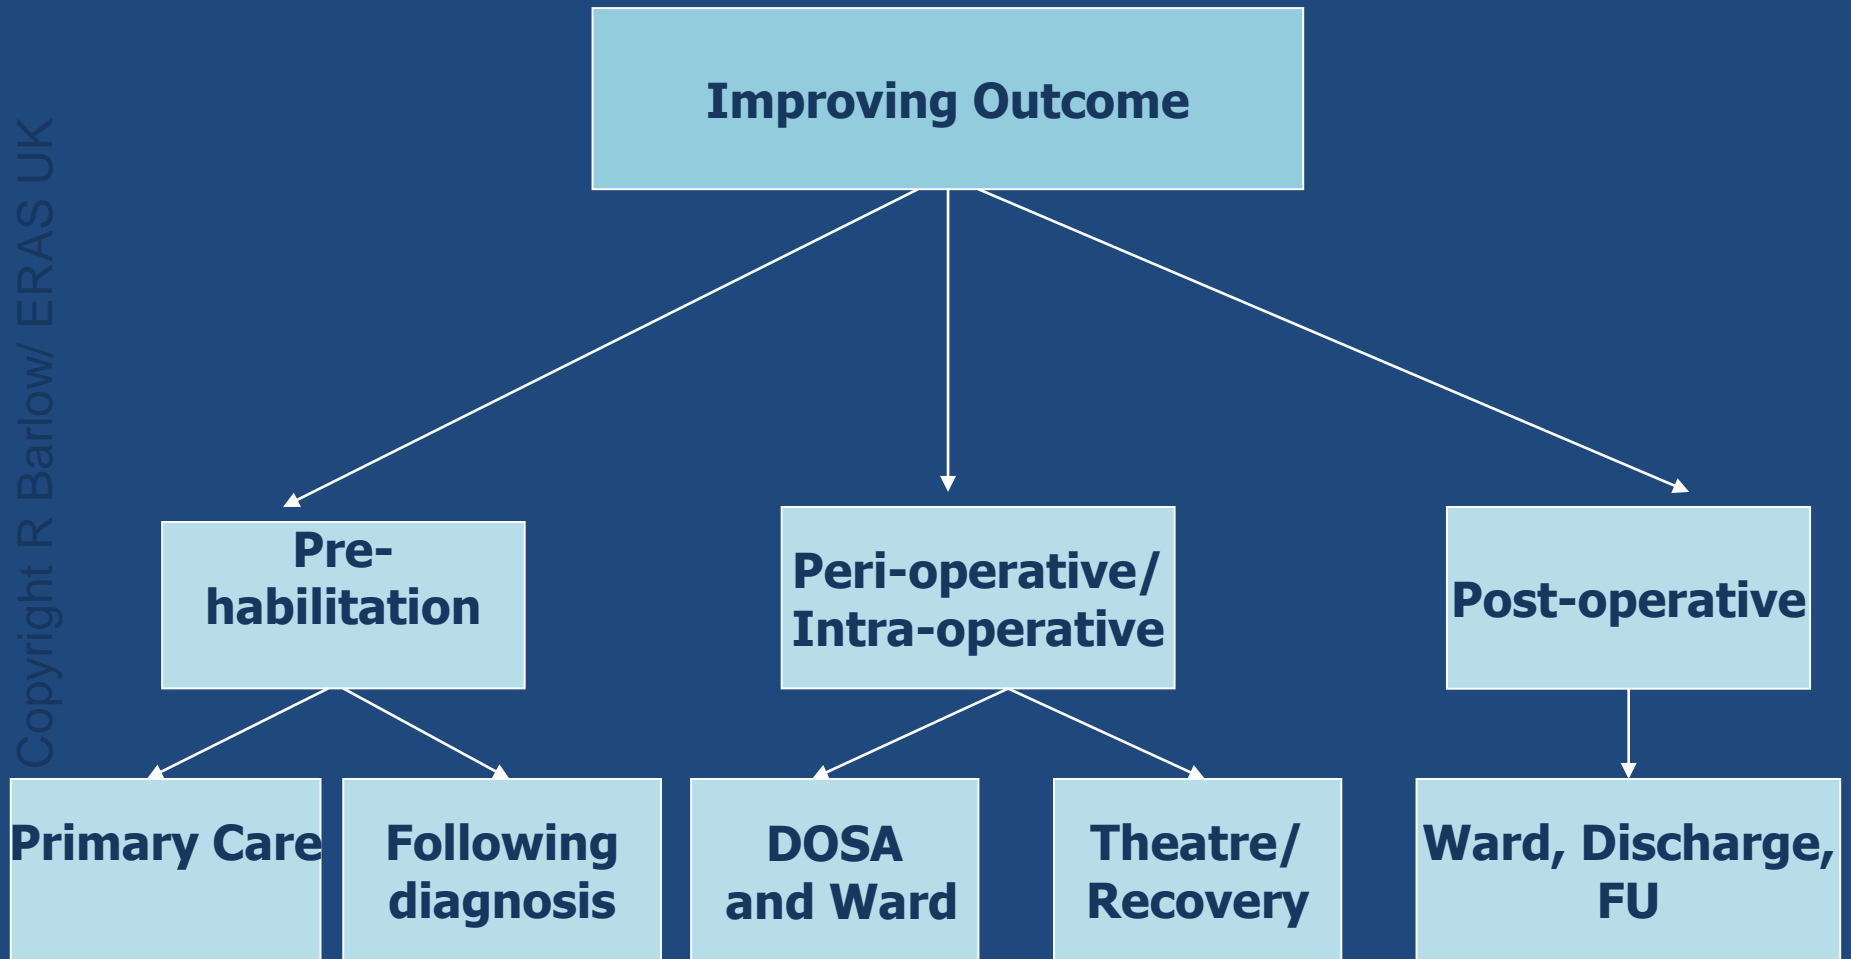 Improving Outcome
Copyright R Barlow/ ERAS UK
Pre-
habilitation
Peri-operative/
Intra-operative
Post-operative
Primary Care
Following
diagnosis
DOSA
and Ward
Theatre/
Recovery
Ward, Discharge,
FU